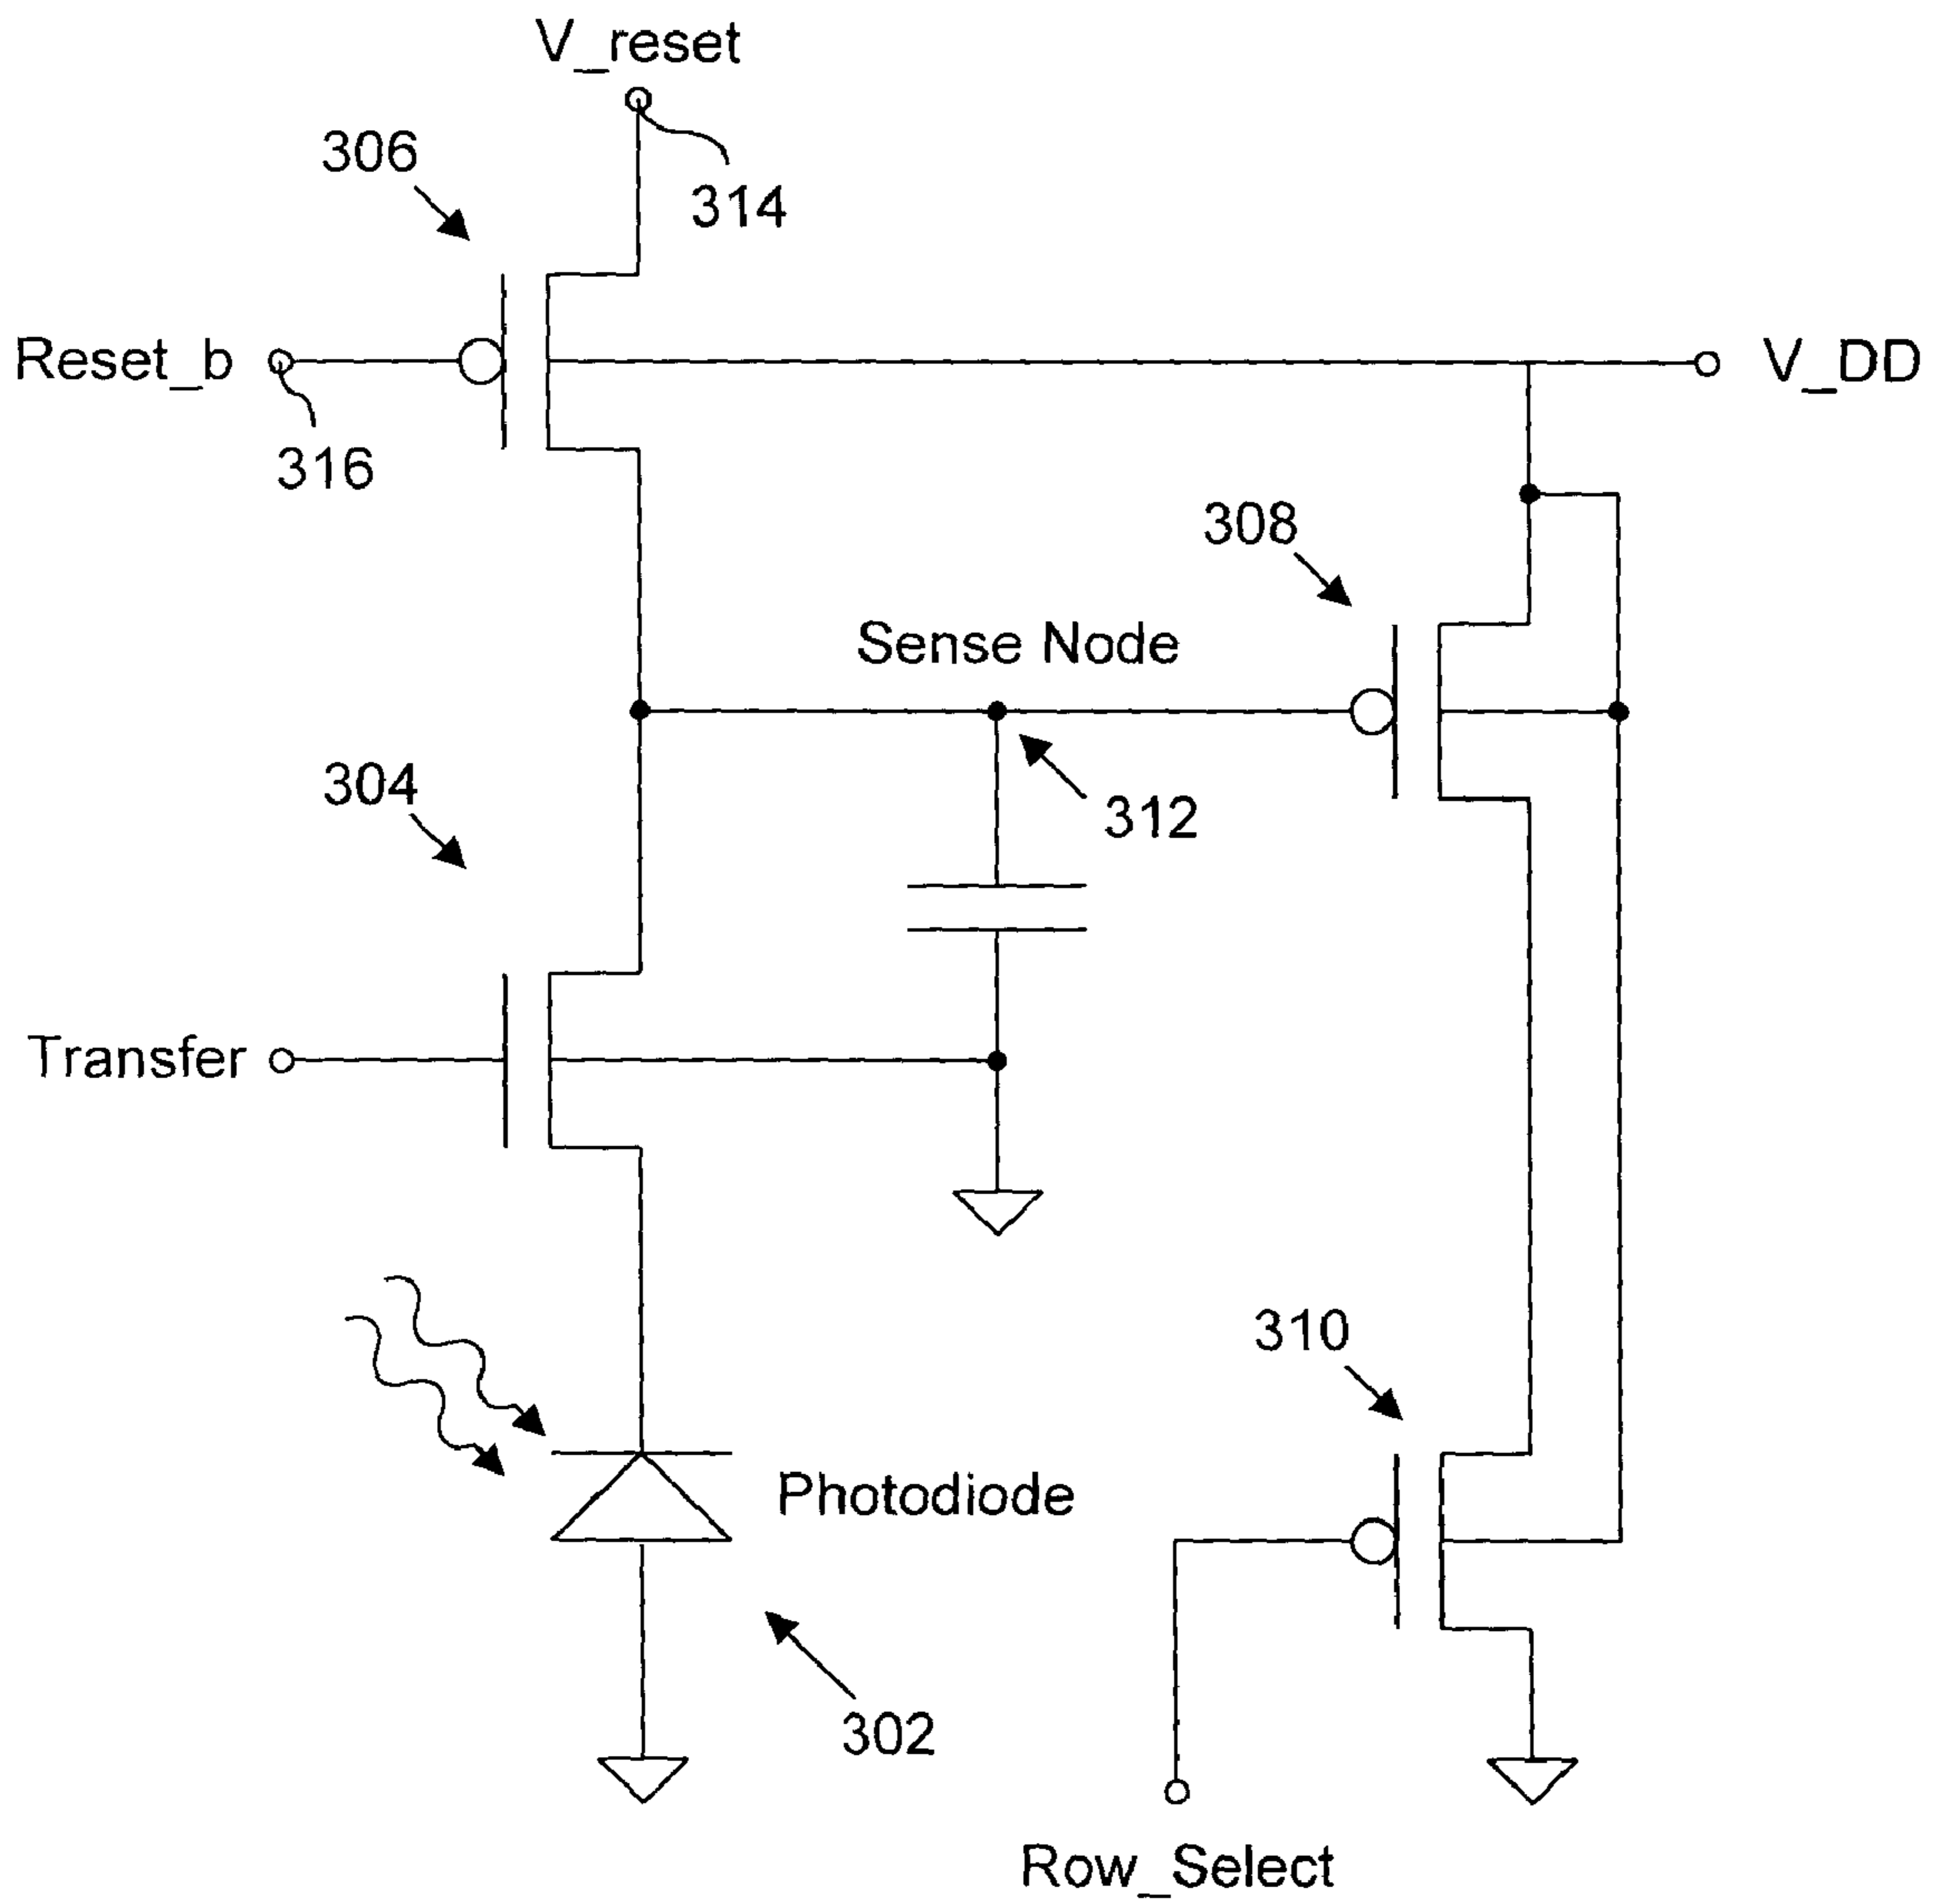 V_reset
306
314
Reset_b
V_DD
316
308
Sense Node
304
312
Transfer
310
Photodiode
302
Row_Select